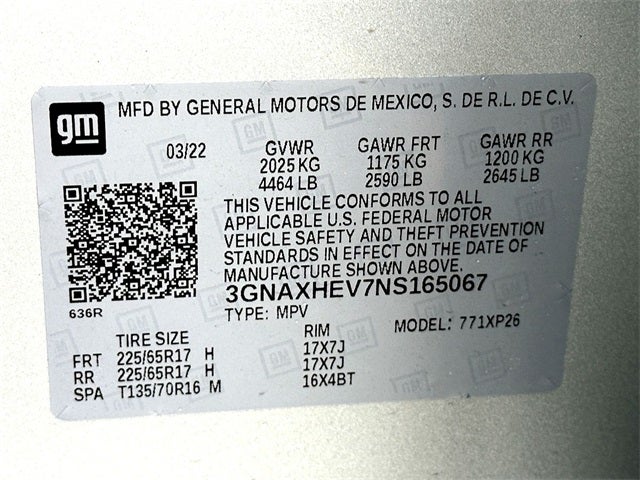 gm
MFD BY GENERAL MOTORS DE MEXICO, S. DE R.L. DE C.V.
03/22 GVWR GAWR FRT GAWR RR
2025 KG 1175 KG 1200 KG
4464 LB 2590 LB 2645 LB
THIS VEHICLE CONFORMS TO ALL
APPLICABLE U.S. FEDERAL MOTOR
VEHICLE SAFETY AND THEFT PREVENTION
STANDARDS IN EFFECT ON THE DATE OF
MANUFACTURE SHOWN ABOVE.
3GNAXHEV7NS165067
636R
TYPE: MPV MODEL: 771XP26
TIRE SIZE RIM
FRT 225/65R17 H 17X7J
RR 225/65R17 H 17X7J
SPA T135/70R16 M 16X4BT